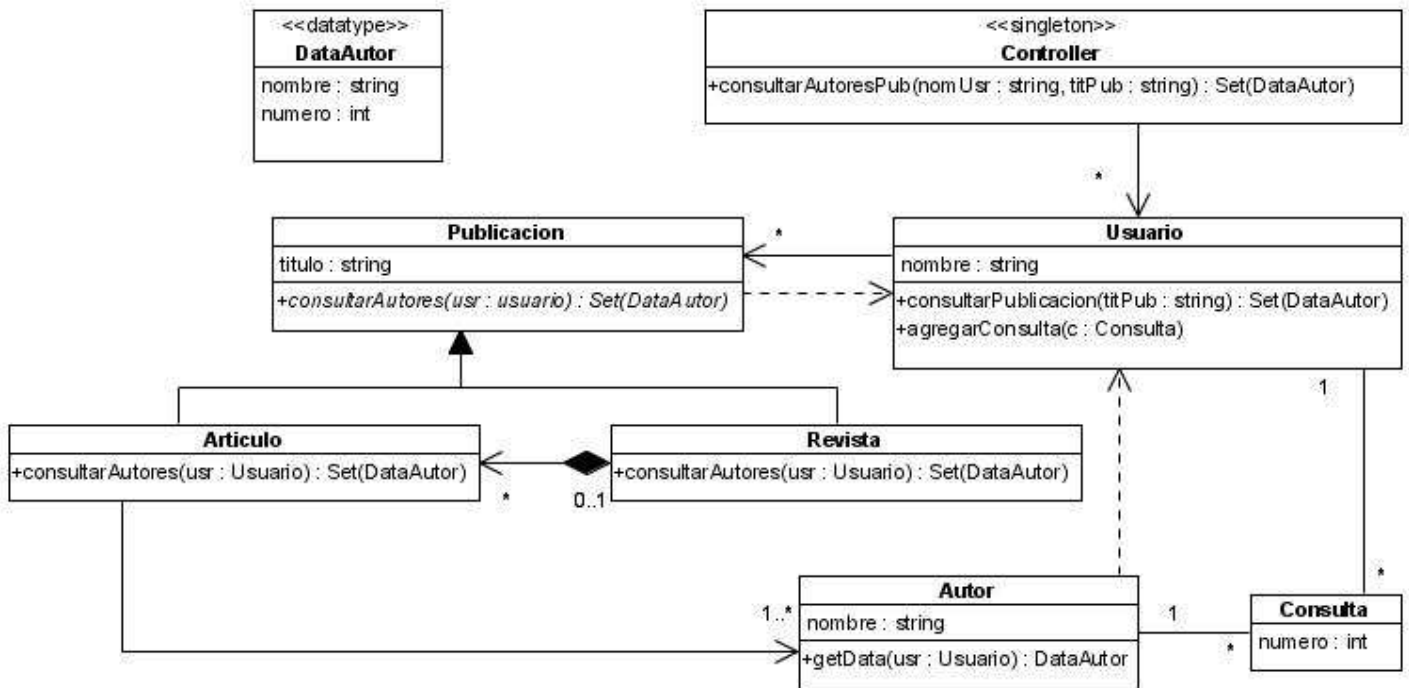 <<datatype>>
DataAutor
nombre : string
numero : int
<<singleton>>
Controller
+consultarAutoresPub(nomUsr : string, titPub : string) : Set(DataAutor)
*
Publicacion
titulo : string
+consultarAutores(usr : usuario) : Set(DataAutor)
*
Usuario
nombre : string
+consultarPublicacion(titPub : string) : Set(DataAutor)
+agregarConsulta(c : Consulta)
1
Articulo
+consultarAutores(usr : Usuario) : Set(DataAutor)
*
0..1
Revista
+consultarAutores(usr : Usuario) : Set(DataAutor)
*
1..*
Autor
nombre : string
+getData(usr : Usuario) : DataAutor
1
*
Consulta
numero : int